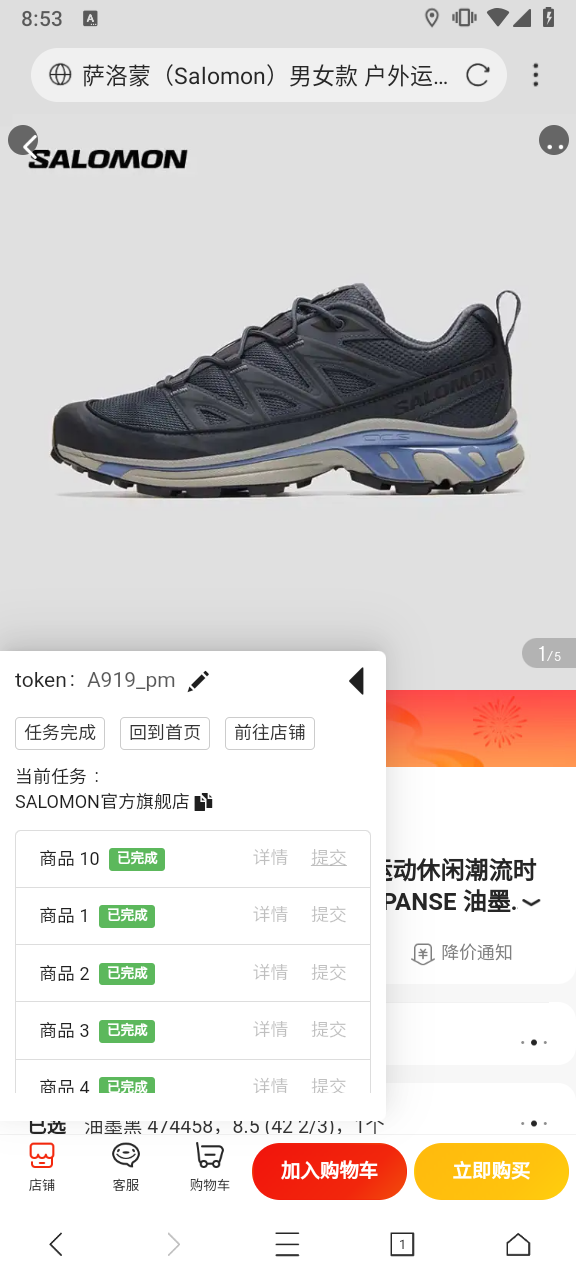 8:53
A
萨洛蒙（Salomon）男女款 户外运…
SALOMON
SALOMON
1/5
token： A919_pm
任务完成 回到首页 前往店铺
当前任务：
SALOMON官方旗舰店
商品 10 已完成 详情 提交
商品 1 已完成 详情 提交
商品 2 已完成 详情 提交
商品 3 已完成 详情 提交
商品 4 已完成 详情 提交
运动休闲潮流时
PANSE 油墨.
降价通知
已选 油墨黑 474458，8.5 (42 2/3)，1个
店铺 客服 购物车 加入购物车 立即购买
1